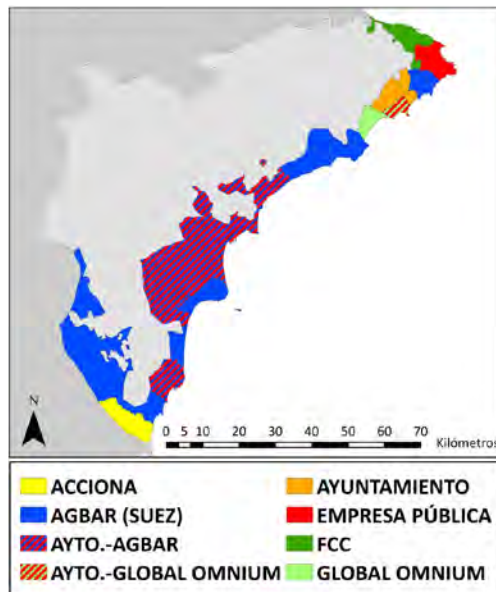 N
0 5 10 20 30 40 50 60 70
Kilómetros
ACCIONA
AGBAR (SUEZ)
AYTO.-AGBAR
AYTO.-GLOBAL OMNIUM
AYUNTAMIENTO
EMPRESA PÚBLICA
FCC
GLOBAL OMNIUM